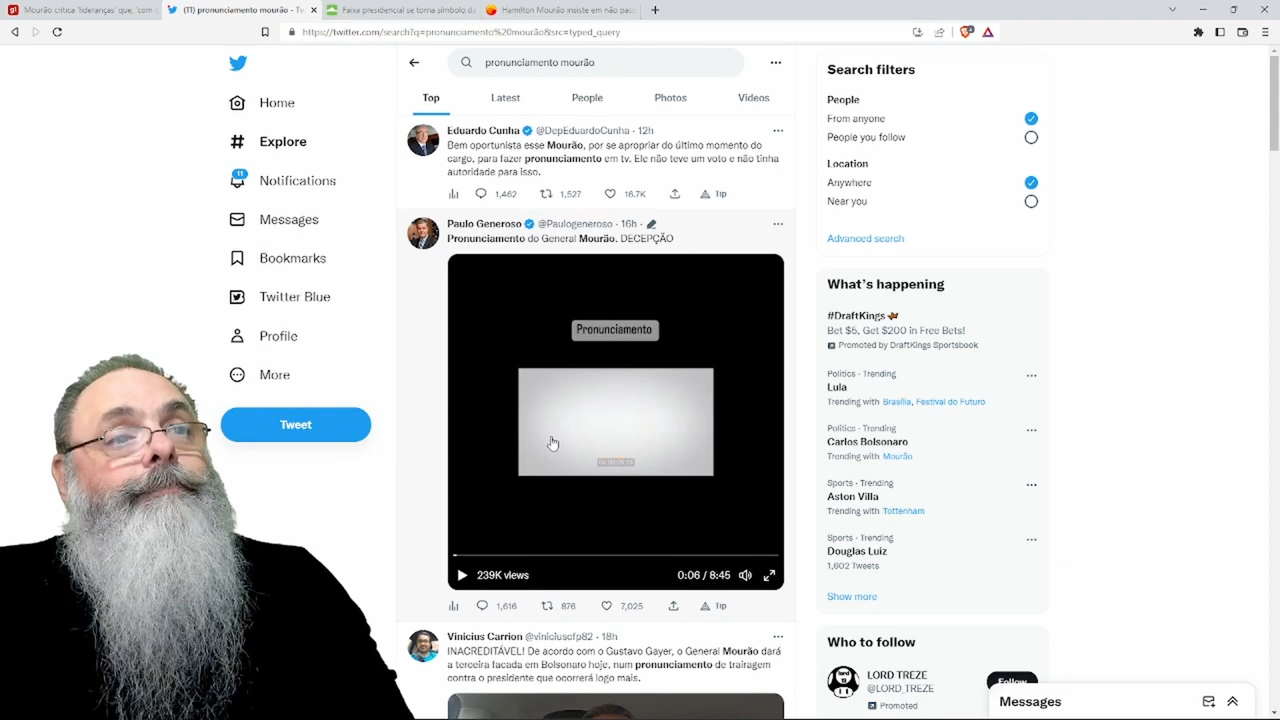 Mourão critica 'lideranças' que, 'com
(11) pronunciamento mourão - Tw
Faixa presidencial se torna símbolo da
Hamilton Mourão insiste em não pas
https://twitter.com/search?q=pronunciamento%20mourão&src=typed_query
pronunciamento mourão
Top
Latest
People
Photos
Videos
Home
Explore
11
Notifications
Messages
Bookmarks
Twitter Blue
Profile
More
Tweet
Eduardo Cunha @DepEduardoCunha · 12h
Bem oportunista esse Mourão, por se apropriar do último momento do
cargo, para fazer pronunciamento em tv. Ele não teve um voto e não tinha
autoridade para isso.
1,462 1,527 16.7K Tip
Paulo Generoso @Paulogeneroso · 16h ·
Pronunciamento do General Mourão. DECEPÇÃO
Pronunciamento
239K views
0:06 / 8:45
1,616 876 7,025 Tip
Vinicius Carrion @viniciuscfp82 · 18h
INACREDITÁVEL! De acordo com o Gustavo Gayer, o General Mourão dará
a terceira facada em Bolsonaro hoje, num pronunciamento de trairagem
contra o presidente que ocorrerá logo mais.
Search filters
People
From anyone
People you follow
Location
Anywhere
Near you
Advanced search
What's happening
#DraftKings
Bet $5, Get $200 in Free Bets!
Promoted by DraftKings Sportsbook
Politics · Trending
Lula
Trending with Brasília, Festival do Futuro
Politics · Trending
Carlos Bolsonaro
Trending with Mourão
Sports · Trending
Aston Villa
Trending with Tottenham
Sports · Trending
Douglas Luiz
1,602 Tweets
Show more
Who to follow
LORD TREZE
@LORD_TREZE
Promoted
Follow
Messages